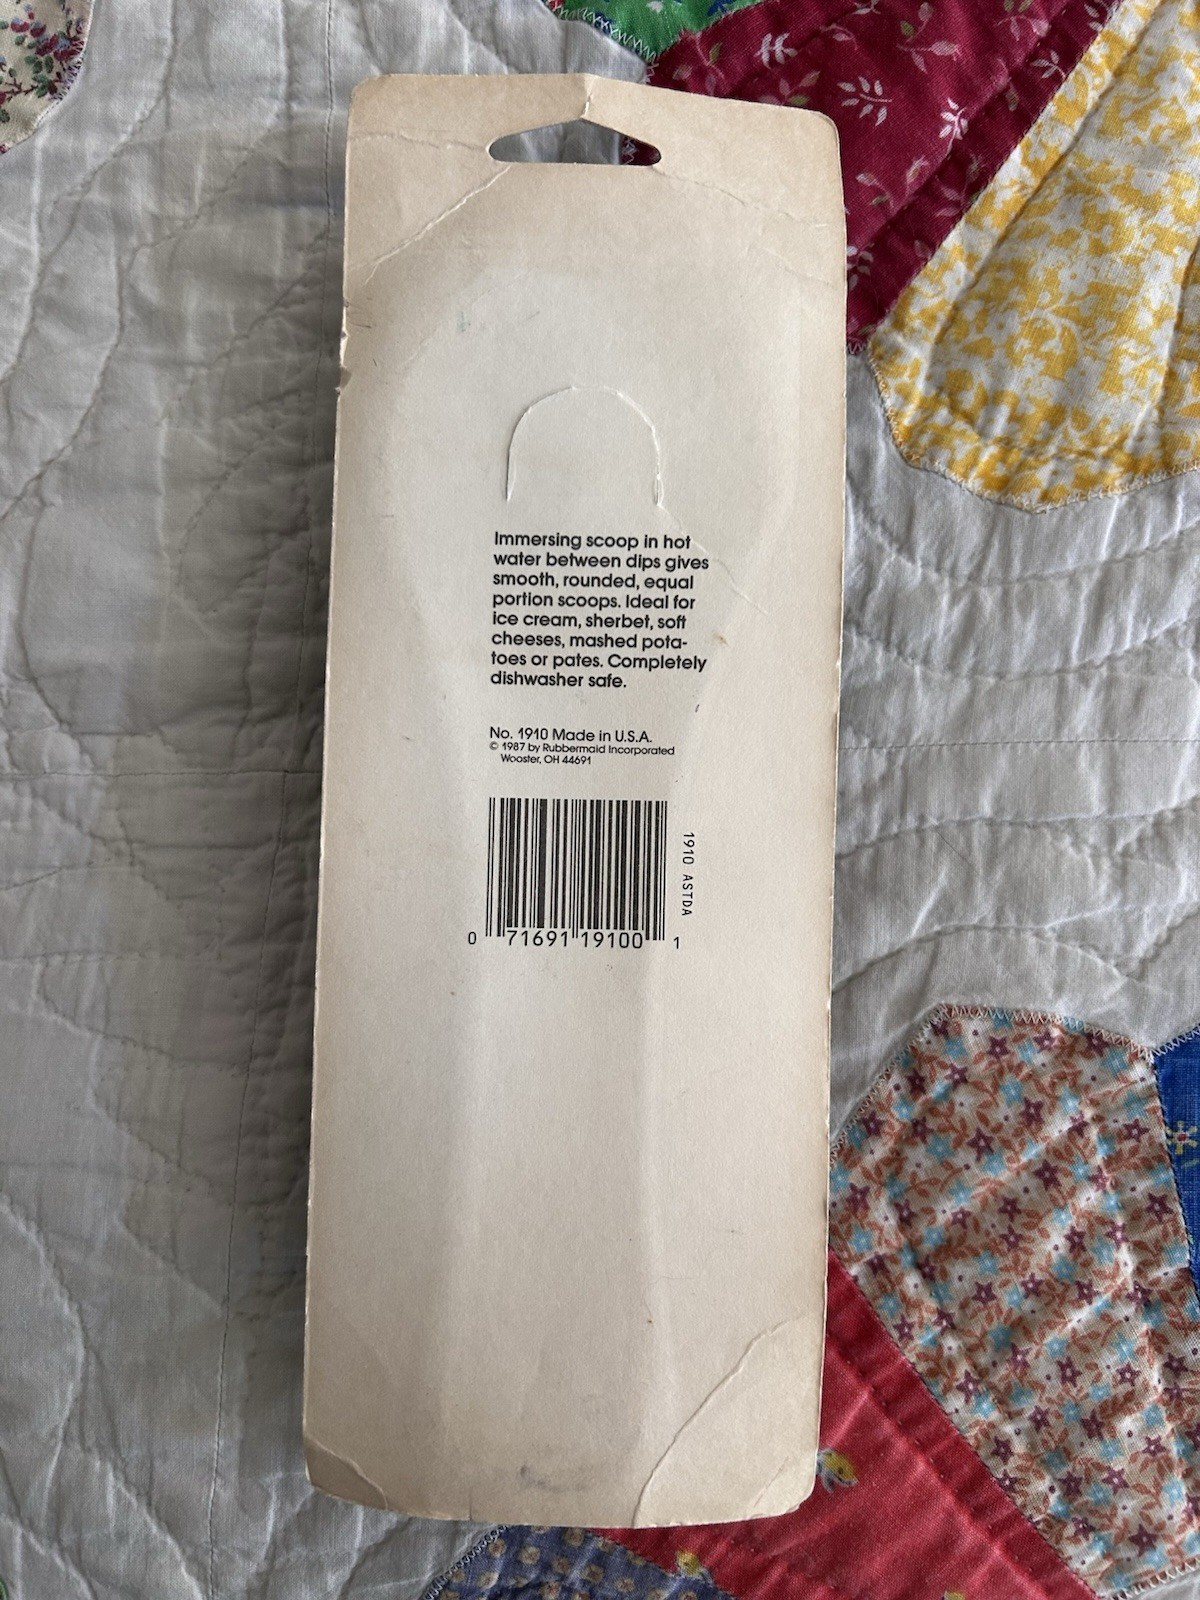 Immersing scoop in hot
water between dips gives
smooth, rounded, equal
portion scoops. Ideal for
ice cream, sherbet, soft
cheeses, mashed pota-
toes or pates. Completely
dishwasher safe.
No. 1910 Made in U.S.A.
© 1987 by Rubbermaid Incorporated
Wooster, OH 44691
1910 ASTDA
0 71691 19100 1